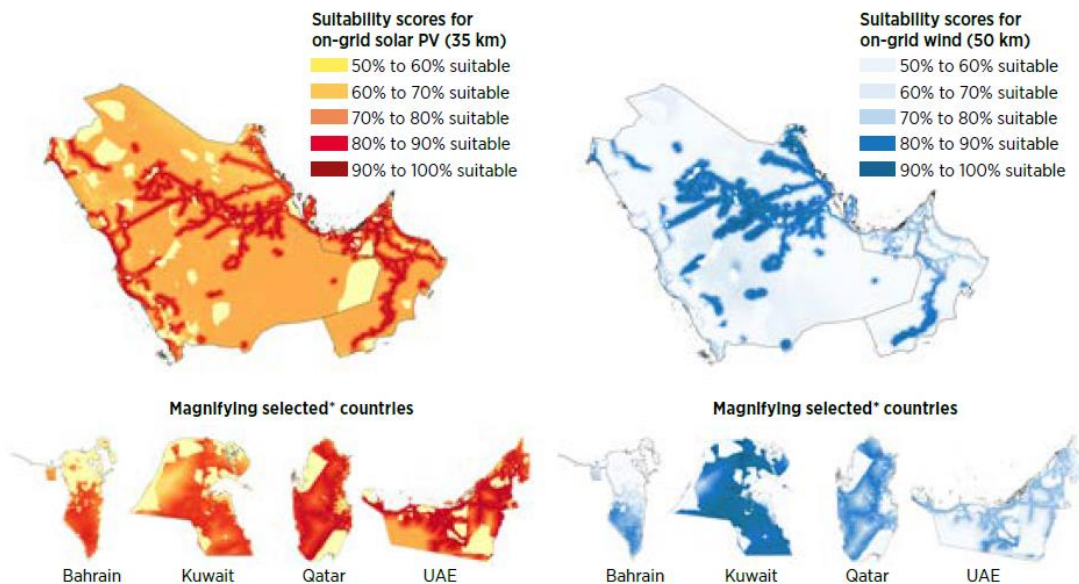 Suitability scores for
on-grid solar PV (35 km)
50% to 60% suitable
60% to 70% suitable
70% to 80% suitable
80% to 90% suitable
90% to 100% suitable
Suitability scores for
on-grid wind (50 km)
50% to 60% suitable
60% to 70% suitable
70% to 80% suitable
80% to 90% suitable
90% to 100% suitable
Magnifying selected* countries
Bahrain Kuwait Qatar UAE
Magnifying selected* countries
Bahrain Kuwait Qatar UAE